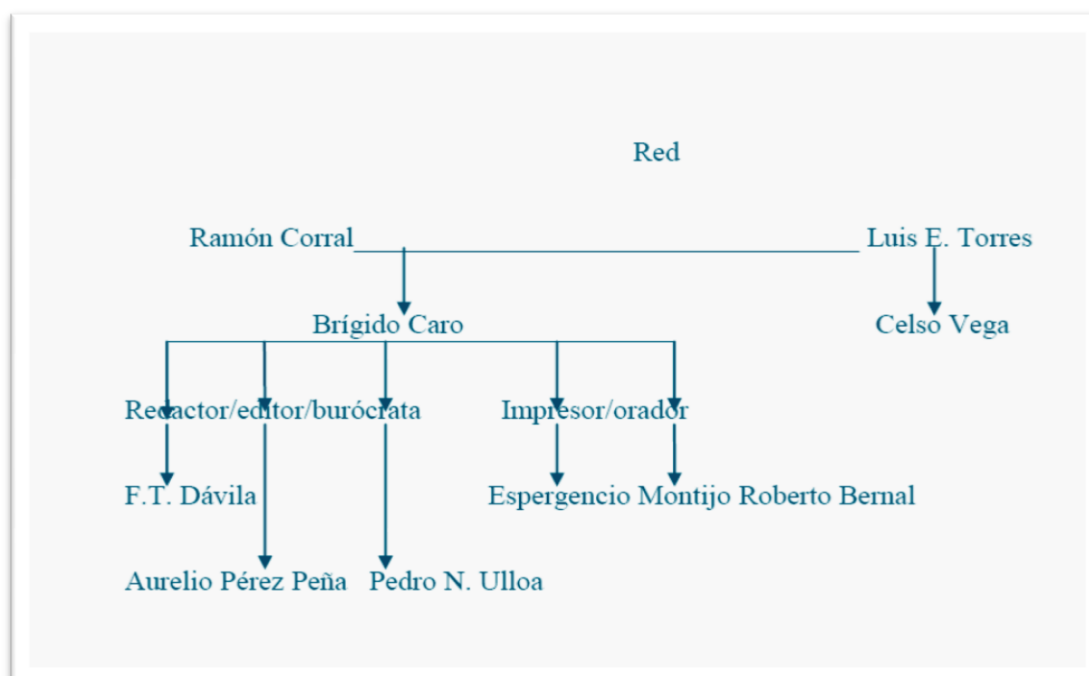 Red
Ramón Corral Luis E. Torres
Brígido Caro Celso Vega
Redactor/editor/burócrata Impresor/orador
F.T. Dávila Espergencio Montijo Roberto Bernal
Aurelio Pérez Peña Pedro N. Ulloa